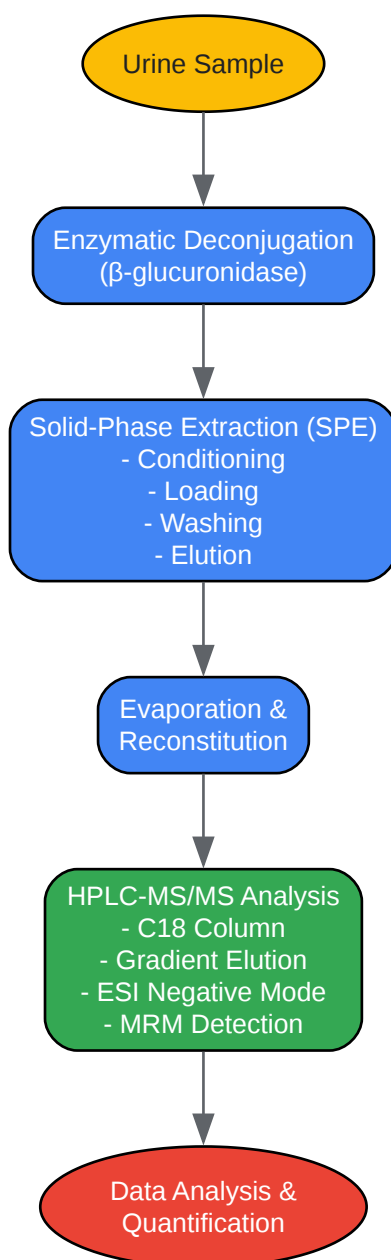 Urine Sample
Enzymatic Deconjugation
(β-glucuronidase)
Solid-Phase Extraction (SPE)
- Conditioning
- Loading
- Washing
- Elution
Evaporation &
Reconstitution
HPLC-MS/MS Analysis
- C18 Column
- Gradient Elution
- ESI Negative Mode
- MRM Detection
Data Analysis &
Quantification